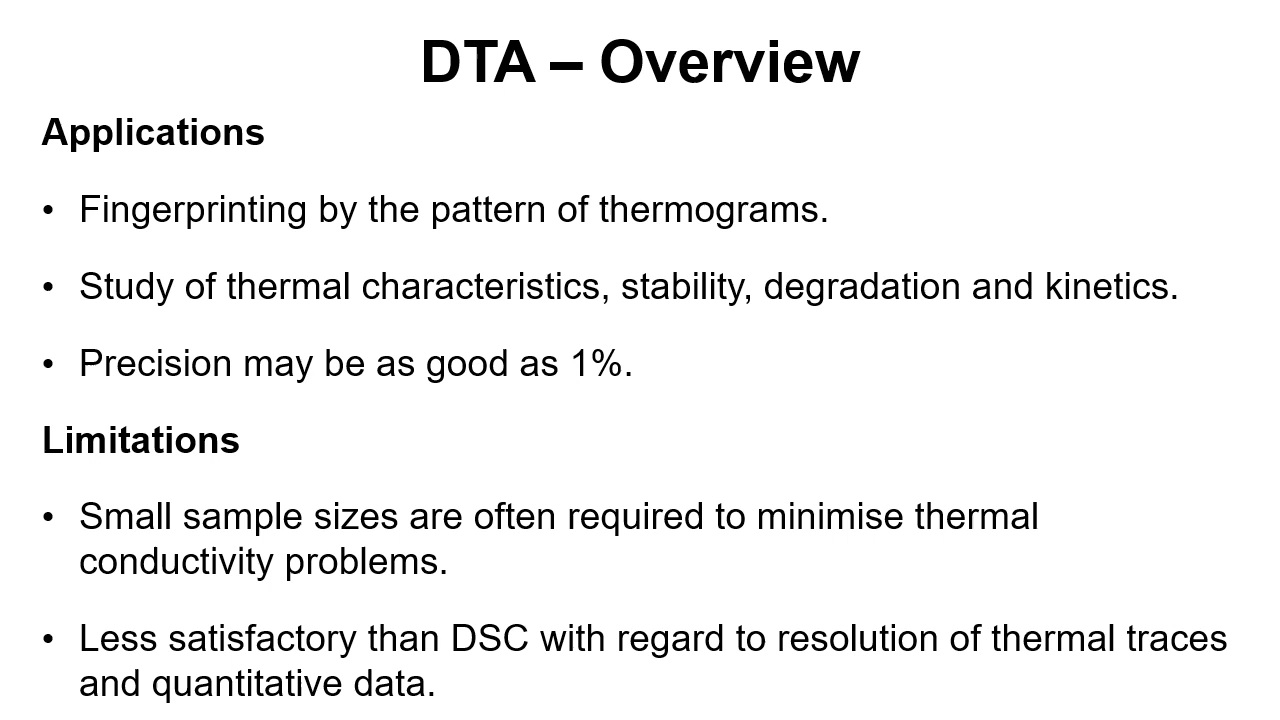 DTA – Overview
Applications
• Fingerprinting by the pattern of thermograms.
• Study of thermal characteristics, stability, degradation and kinetics.
• Precision may be as good as 1%.
Limitations
• Small sample sizes are often required to minimise thermal
conductivity problems.
• Less satisfactory than DSC with regard to resolution of thermal traces
and quantitative data.